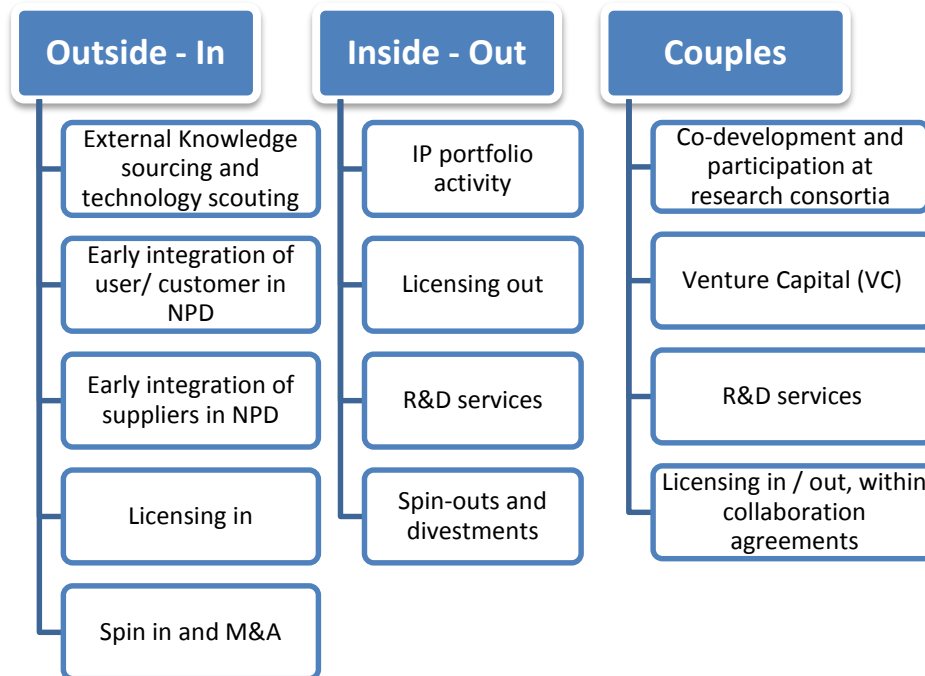 Outside - In
External Knowledge
sourcing and
technology scouting
Early integration of
user/ customer in
NPD
Early integration of
suppliers in NPD
Licensing in
Spin in and M&A
Inside - Out
IP portfolio
activity
Licensing out
R&D services
Spin-outs and
divestments
Couples
Co-development and
participation at
research consortia
Venture Capital (VC)
R&D services
Licensing in / out, within
collaboration
agreements